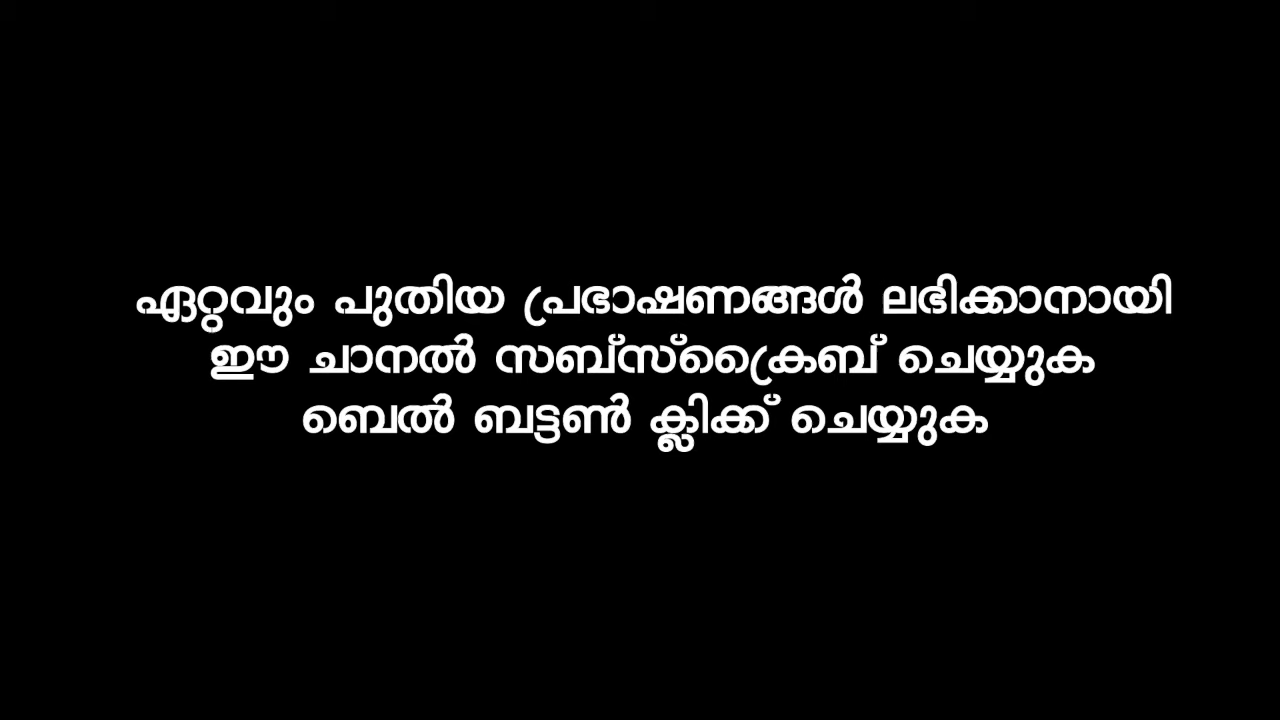 ഏറ്റവും പുതിയ പ്രഭാഷണങ്ങൾ ലഭിക്കാനായി
ഈ ചാനൽ സബ്സ്ക്രൈബ് ചെയ്യുക
ബെൽ ബട്ടൺ ക്ലിക്ക് ചെയ്യുക